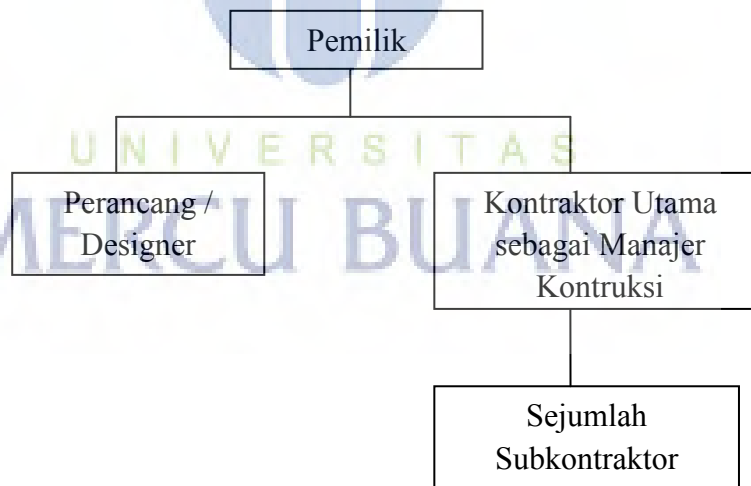 Pemilik
UNIVERSITAS
MERCU BUANA
Perancang /
Designer
Kontraktor Utama
sebagai Manajer
Kontruksi
Sejumlah
Subkontraktor